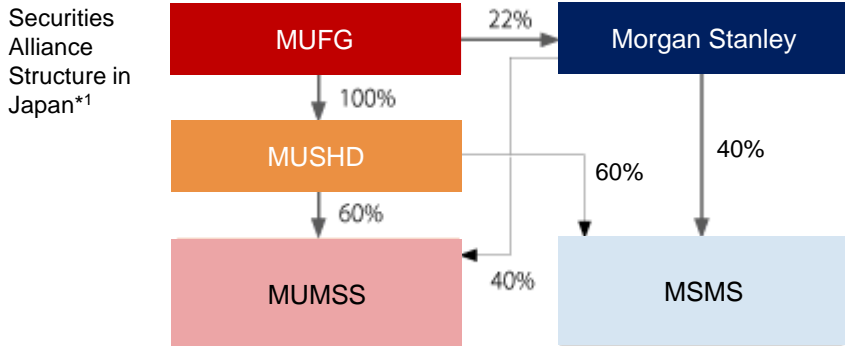 Securities
Alliance
Structure in
Japan*1
MUFG
22%
Morgan Stanley
100%
MUSHD
60%
40%
60%
40%
MUMSS
MSMS